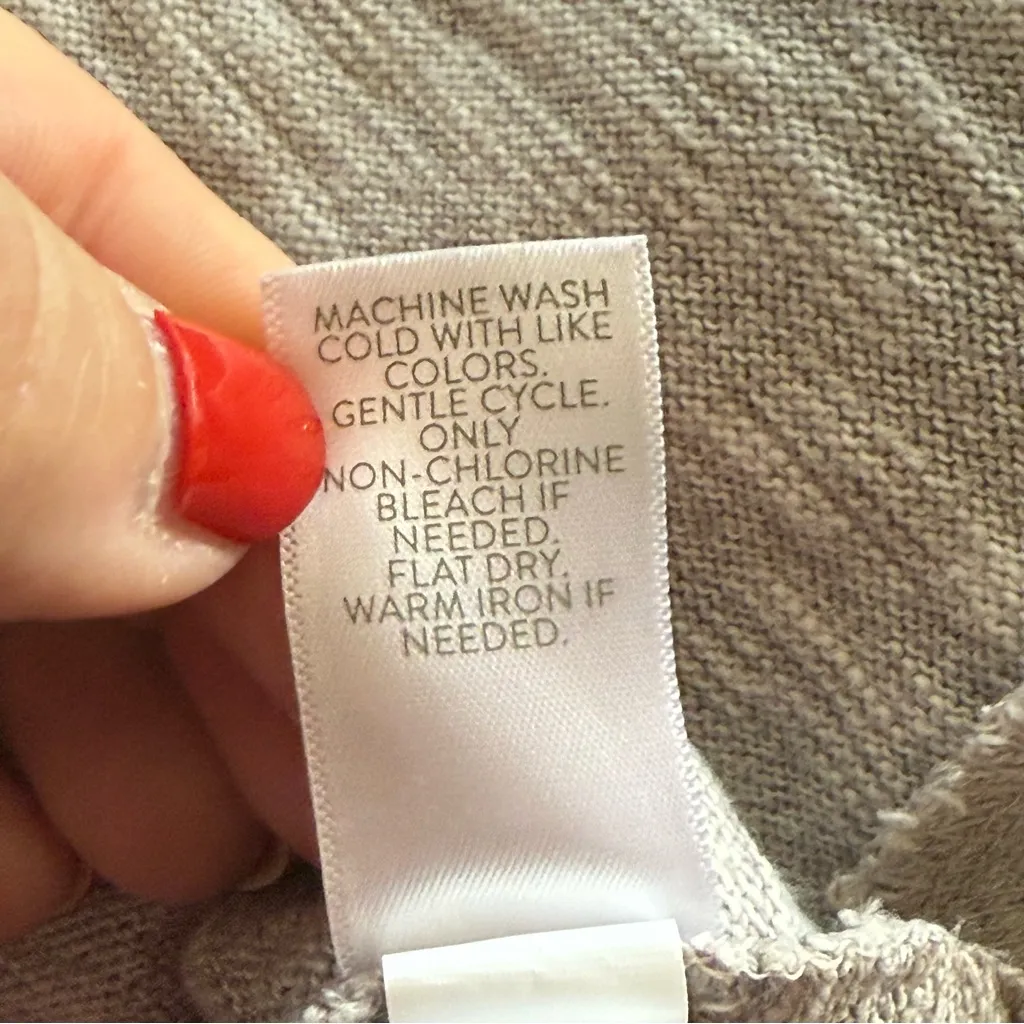 MACHINE WASH
COLD WITH LIKE
COLORS.
GENTLE CYCLE.
ONLY
NON-CHLORINE
BLEACH IF
NEEDED.
FLAT DRY.
WARM IRON IF
NEEDED.